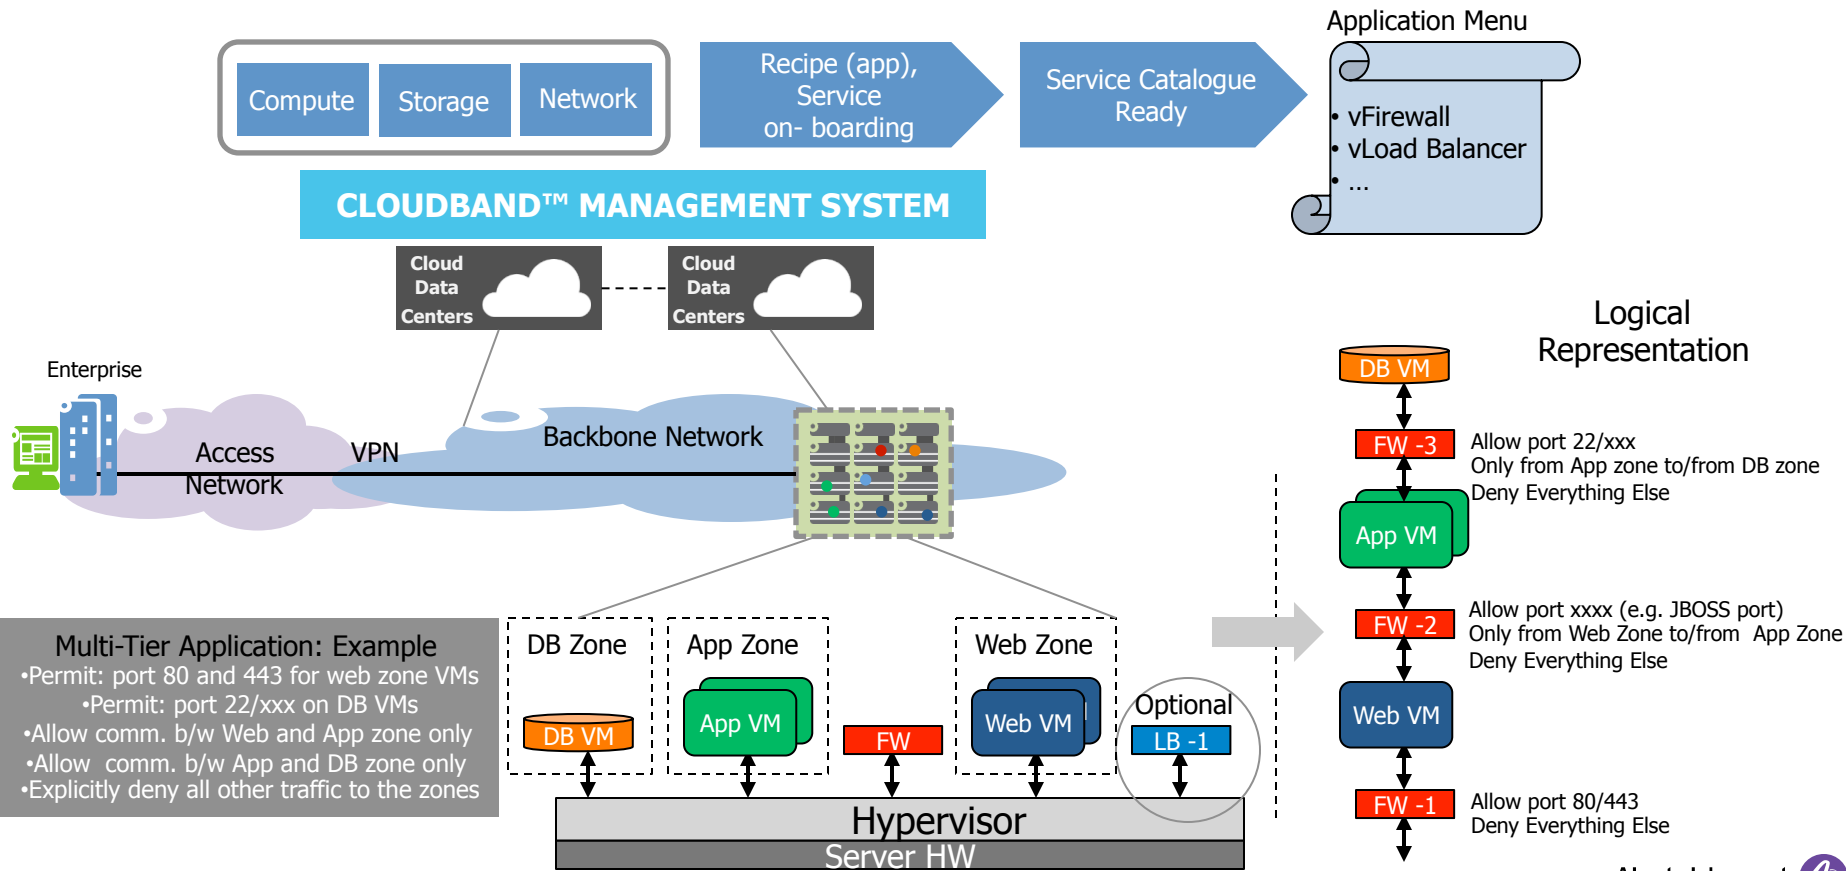 Application Menu
Compute
Storage
Network
Recipe (app),
Service
on- boarding
Service Catalogue
Ready
• vFirewall
• vLoad Balancer
• ...
CLOUDBAND™ MANAGEMENT SYSTEM
Cloud
Data
Centers
Cloud
Data
Centers
Logical
Representation
Enterprise
Access
Network
VPN
Backbone Network
DB VM
FW -3
Allow port 22/xxx
Only from App zone to/from DB zone
Deny Everything Else
App VM
FW -2
Allow port xxxx (e.g. JBOSS port)
Only from Web Zone to/from App Zone
Deny Everything Else
Web VM
FW -1
Allow port 80/443
Deny Everything Else
Multi-Tier Application: Example
•Permit: port 80 and 443 for web zone VMs
•Permit: port 22/xxx on DB VMs
•Allow comm. b/w Web and App zone only
•Allow comm. b/w App and DB zone only
•Explicitly deny all other traffic to the zones
DB Zone
App Zone
Web Zone
DB VM
App VM
FW
Web VM
Optional
LB -1
Hypervisor
Server HW